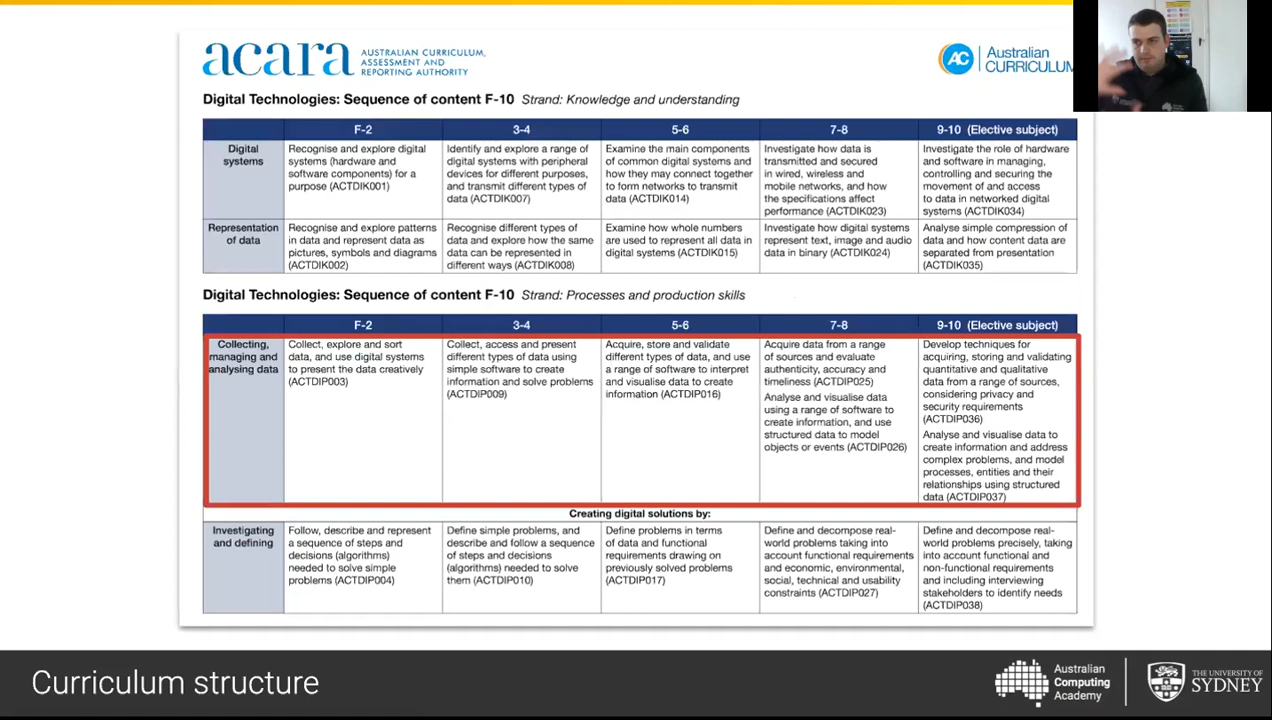 acara
AUSTRALIAN CURRICULUM,
ASSESSMENT AND
REPORTING AUTHORITY
AC
Australian
CURRICULUM
Digital Technologies: Sequence of content F-10 Strand: Knowledge and understanding
F-2
3-4
5-6
7-8
9-10 (Elective subject)
Digital
systems
Recognise and explore digital
systems (hardware and
software components) for a
purpose (ACTDIK001)
Identify and explore a range of
digital systems with peripheral
devices for different purposes,
and transmit different types of
data (ACTDIK007)
Examine the main components
of common digital systems and
how they may connect together
to form networks to transmit
data (ACTDIK014)
Investigate how data is
transmitted and secured
in wired, wireless and
mobile networks, and how
the specifications affect
performance (ACTDIK023)
Investigate the role of hardware
and software in managing,
controlling and securing the
movement of and access
to data in networked digital
systems (ACTDIK034)
Representation
of data
Recognise and explore patterns
in data and represent data as
pictures, symbols and diagrams
(ACTDIK002)
Recognise different types of
data and explore how the same
data can be represented in
different ways (ACTDIK008)
Examine how whole numbers
are used to represent all data in
digital systems (ACTDIK015)
Investigate how digital systems
represent text, image and audio
data in binary (ACTDIK024)
Analyse simple compression of
data and how content data are
separated from presentation
(ACTDIK035)
Digital Technologies: Sequence of content F-10 Strand: Processes and production skills
F-2
3-4
5-6
7-8
9-10 (Elective subject)
Collecting,
managing and
analysing data
Collect, explore and sort
data, and use digital systems
to present the data creatively
(ACTDIP003)
Collect, access and present
different types of data using
simple software to create
information and solve problems
(ACTDIP009)
Acquire, store and validate
different types of data, and use
a range of software to interpret
and visualise data to create
information (ACTDIP016)
Acquire data from a range
of sources and evaluate
authenticity, accuracy and
timeliness (ACTDIP025)
Analyse and visualise data
using a range of software to
create information, and use
structured data to model
objects or events (ACTDIP026)
Develop techniques for
acquiring, storing and validating
quantitative and qualitative
data from a range of sources,
considering privacy and
security requirements
(ACTDIP036)
Analyse and visualise data to
create information and address
complex problems, and model
processes, entities and their
relationships using structured
data (ACTDIP037)
Creating digital solutions by:
Investigating
and defining
Follow, describe and represent
a sequence of steps and
decisions (algorithms)
needed to solve simple
problems (ACTDIP004)
Define simple problems, and
describe and follow a sequence
of steps and decisions
(algorithms) needed to solve
them (ACTDIP010)
Define problems in terms
of data and functional
requirements drawing on
previously solved problems
(ACTDIP017)
Define and decompose real-
world problems taking into
account functional requirements
and economic, environmental,
social, technical and usability
constraints (ACTDIP027)
Define and decompose real-
world problems precisely, taking
into account functional and
non-functional requirements
and including interviewing
stakeholders to identify needs
(ACTDIP038)
Curriculum structure
Australian
Computing
Academy
THE UNIVERSITY OF
SYDNEY